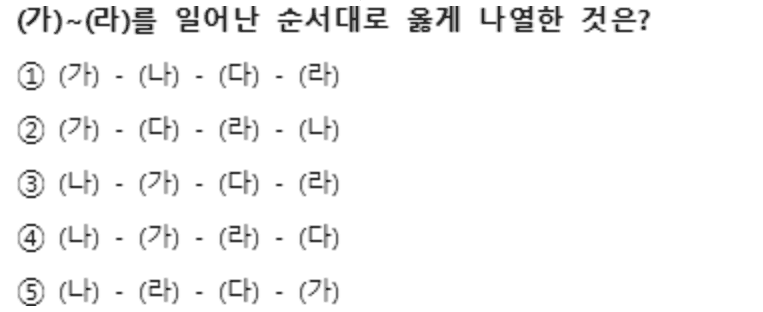 (가)~(라)를 일어난 순서대로 옳게 나열한 것은?
① (가) - (나) - (다) - (라)
② (가) - (다) - (라) - (나)
③ (나) - (가) - (다) - (라)
④ (나) - (가) - (라) - (다)
⑤ (나) - (라) - (다) - (가)